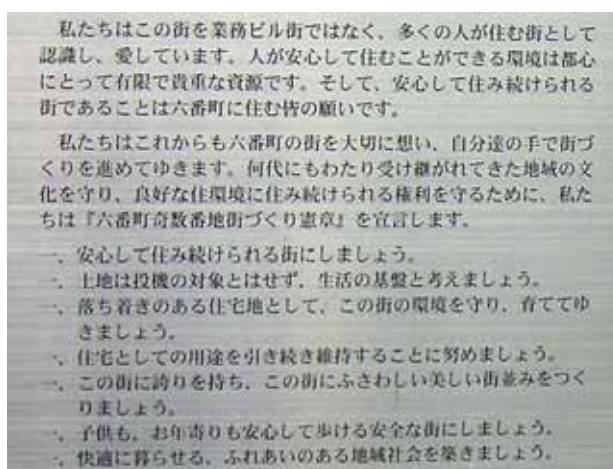 私たちはこの街を業務ビル街ではなく、多くの人が住む街として
認識し、愛しています。人が安心して住むことができる環境は都心
にとって有限で貴重な資源です。そして、安心して住み続けられる
街であることは六番町に住む皆の願いです。
私たちはこれからも六番町の街を大切に想い、自分達の手で街づ
くりを進めてゆきます。何代にもわたり受け継がれてきた地域の文
化を守り、良好な住環境に住み続けられる権利を守るために、私た
ちは『六番町奇数番地街づくり憲章』を宣言します。
一、安心して住み続けられる街にしましょう。
一、土地は投機の対象とはせず、生活の基盤と考えましょう。
一、落ち着きのある住宅地として、この街の環境を守り、育ててゆ
きましょう。
一、住宅としての用途を引き続き維持することに努めましょう。
一、この街に誇りを持ち、この街にふさわしい美しい街並みをつく
りましょう。
一、子供も、お年寄りも安心して歩ける安全な街にしましょう。
一、快適に暮らせる、ふれあいのある地域社会を築きましょう。